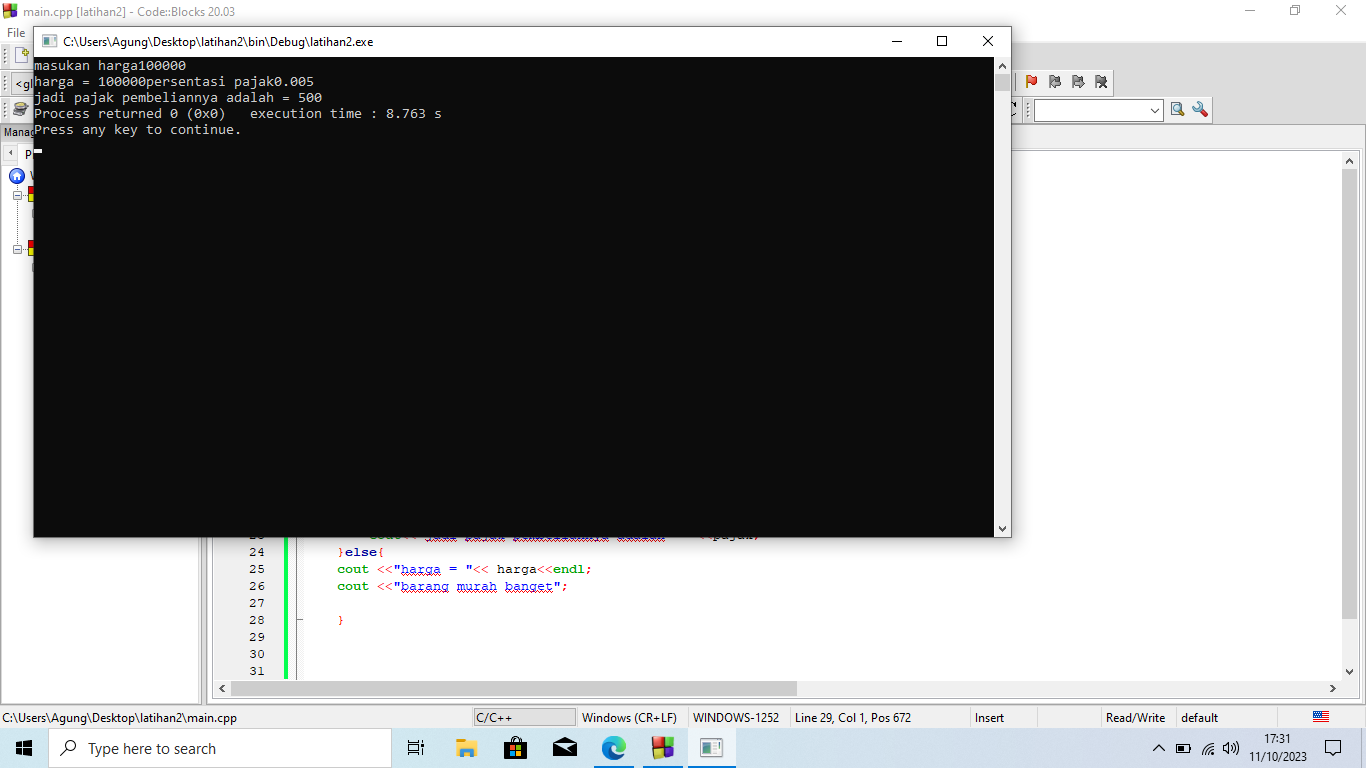 main.cpp [latihan2] - Code::Blocks 20.03
File
C:\Users\Agung\Desktop\latihan2\bin\Debug\latihan2.exe
masukan harga100000
harga = 100000persentasi pajak0.005
jadi pajak pembeliannya adalah = 500
Process returned 0 (0x0)   execution time : 8.763 s
Press any key to continue.
<gl
Manag
P
24 }else{
25 cout <<"harga = "<< harga<<endl;
26 cout <<"barang murah banget";
27
28 }
29
30
31
C:\Users\Agung\Desktop\latihan2\main.cpp C/C++ Windows (CR+LF) WINDOWS-1252 Line 29, Col 1, Pos 672 Insert Read/Write default
Type here to search
17:31
11/10/2023